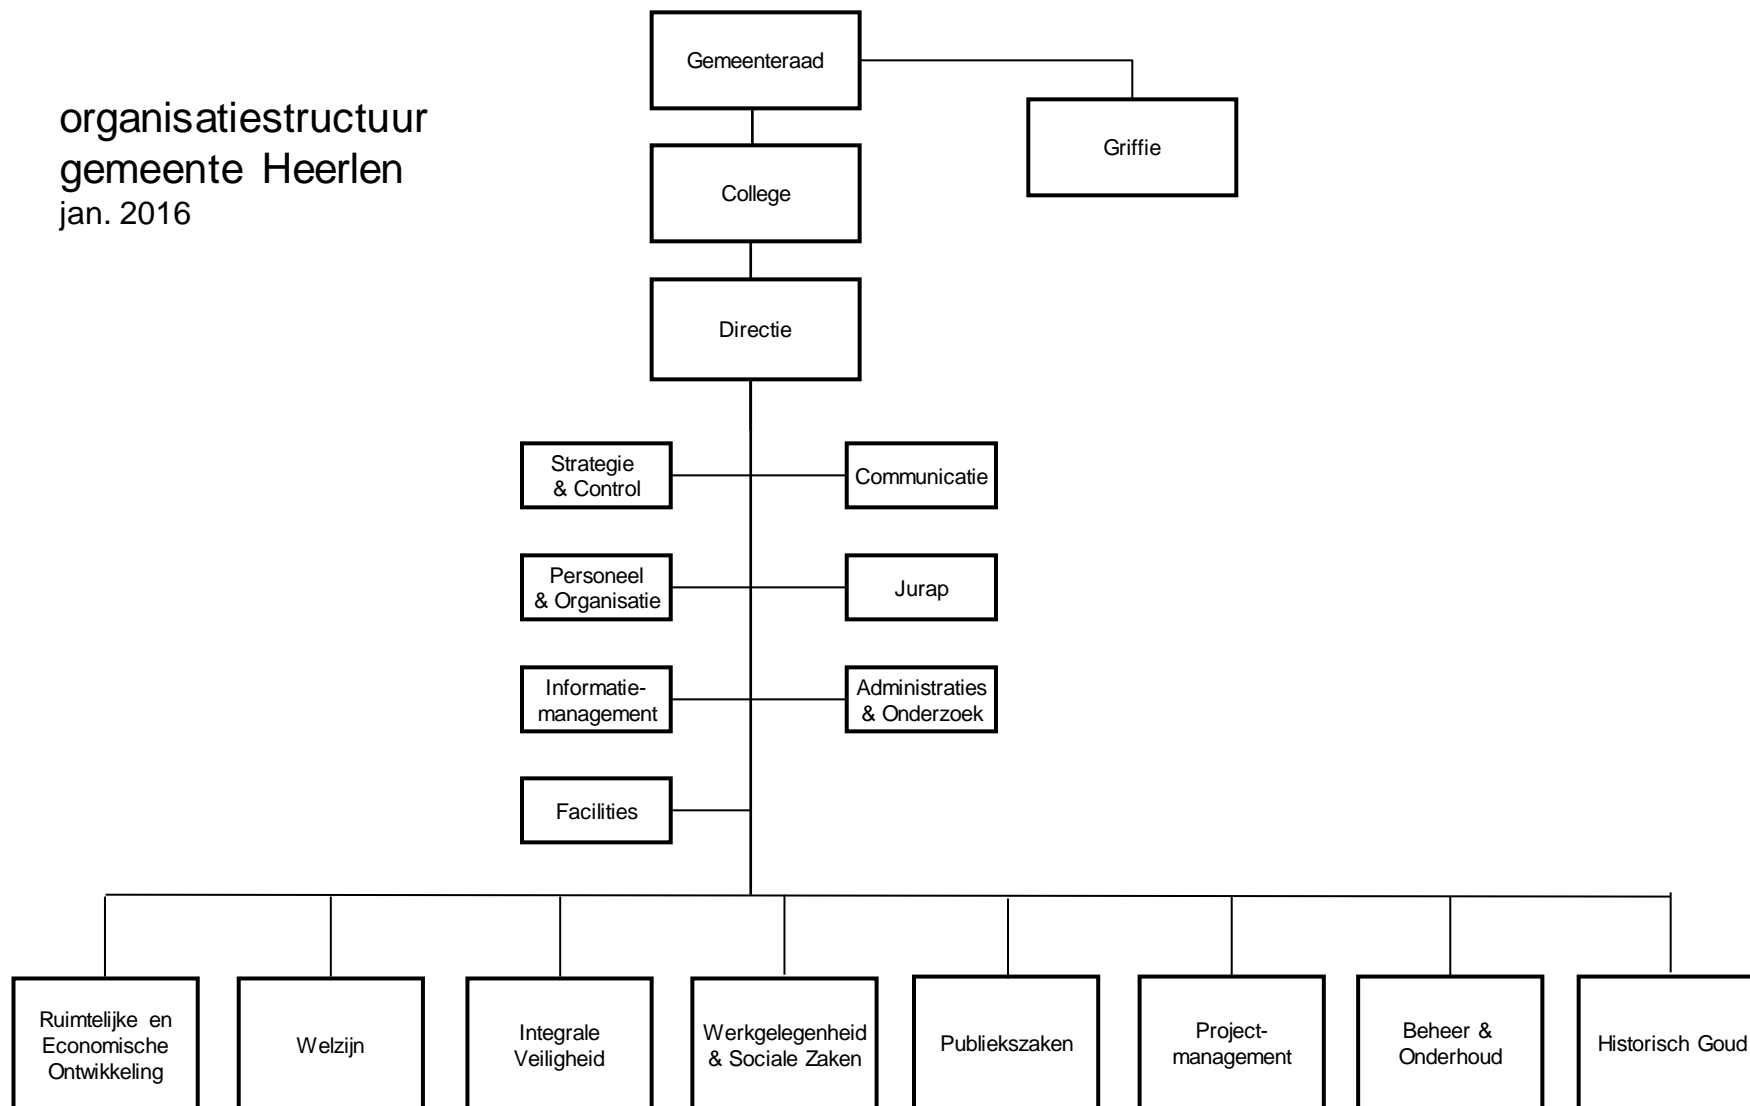 organisatiestructuur
gemeente Heerlen
jan. 2016
Gemeenteraad
Griffie
College
Directie
Strategie
& Control
Communicatie
Personeel
& Organisatie
Jurap
Informatie-
management
Administraties
& Onderzoek
Facilities
Ruimtelijke en
Economische
Ontwikkeling
Welzijn
Integrale
Veiligheid
Werkgelegenheid
& Sociale Zaken
Publiekszaken
Project-
management
Beheer &
Onderhoud
Historisch Goud